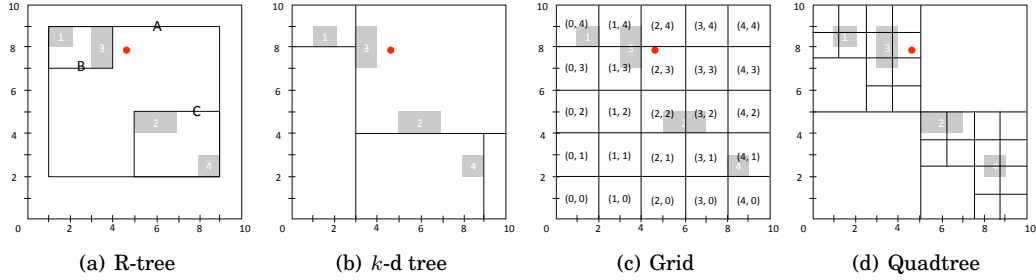 10
8
6
4
2
0 2 4 6 8 10
A
1
3
B
C
2
4
(a) R-tree
10
8
6
4
2
0 2 4 6 8 10
1
3
2
4
(b) k-d tree
10
8
6
4
2
0 2 4 6 8 10
(0, 4) (1, 4) (2, 4) (3, 4) (4, 4)
1
3
(0, 3) (1, 3) (2, 3) (3, 3) (4, 3)
(0, 2) (1, 2) (2, 2) (3, 2) (4, 2)
2
(0, 1) (1, 1) (2, 1) (3, 1) (4, 1)
4
(0, 0) (1, 0) (2, 0) (3, 0) (4, 0)
(c) Grid
10
8
6
4
2
0 2 4 6 8 10
1
3
2
4
(d) Quadtree